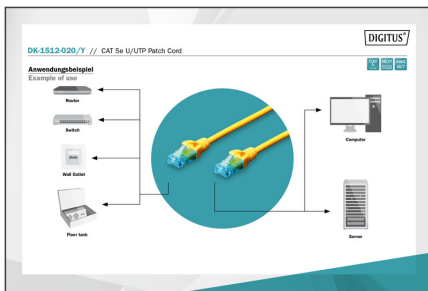 DIGITUS®
DK-1512-020/Y // CAT 5e U/UTP Patch Cord
Anwendungsbeispiel
Example of use
Router
Switch
Wall Outlet
Floor tank
Computer
Server